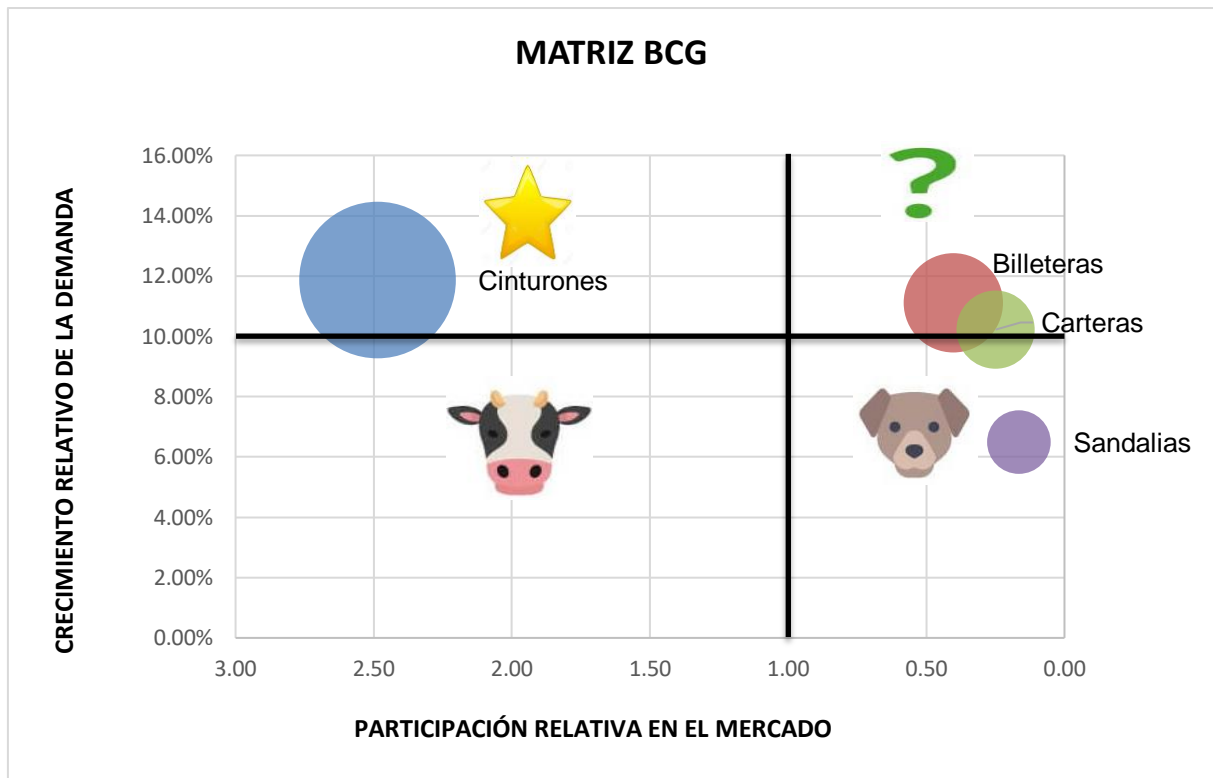 MATRIZ BCG
CRECIMIENTO RELATIVO DE LA DEMANDA
16.00%
14.00%
12.00%
10.00%
8.00%
6.00%
4.00%
2.00%
0.00%
?
Cinturones
Billeteras
Carteras
Sandalias
3.00 2.50 2.00 1.50 1.00 0.50 0.00
PARTICIPACIÓN RELATIVA EN EL MERCADO